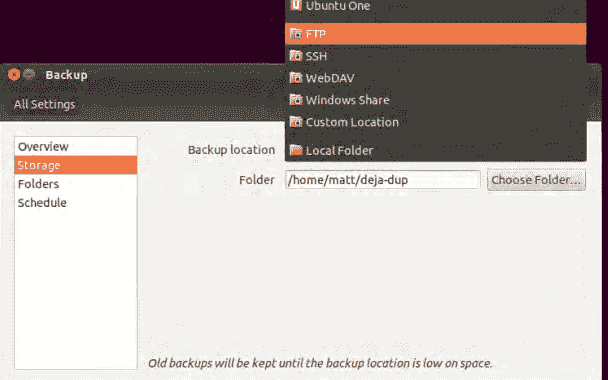 Ubuntu One
FTP
SSH
WebDAV
Windows Share
Custom Location
Local Folder
Backup
All Settings
Overview
Storage
Folders
Schedule
Backup location
Folder /home/matt/deja-dup Choose Folder...
Old backups will be kept until the backup location is low on space.